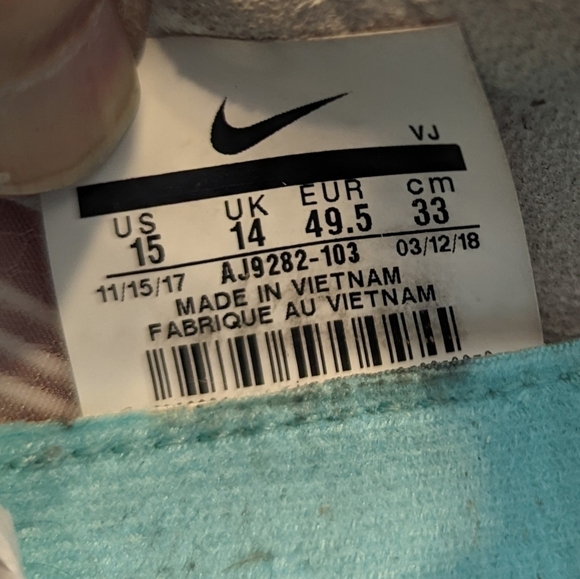 VJ
US UK EUR cm
15 14 49.5 33
11/15/17 AJ9282-103 03/12/18
MADE IN VIETNAM
FABRIQUE AU VIETNAM